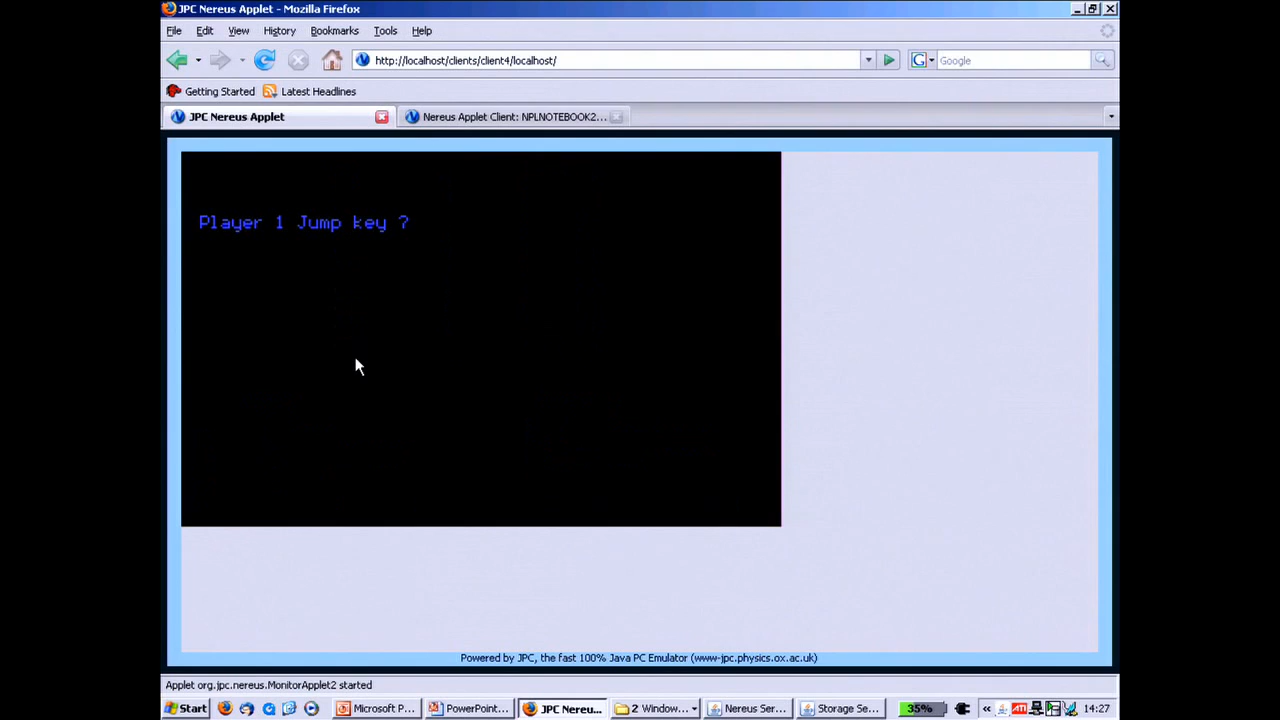 JPC Nereus Applet - Mozilla Firefox
File Edit View History Bookmarks Tools Help
http://localhost/clients/client4/localhost/
G Google
Getting Started Latest Headlines
JPC Nereus Applet Nereus Applet Client: NPLNOTEBOOK2...
Player 1 Jump key ?
Powered by JPC, the fast 100% Java PC Emulator (www-jpc.physics.ox.ac.uk)
Applet org.jpc.nereus.MonitorApplet2 started
Start Microsoft P... PowerPoint... JPC Nereu... 2 Window... Nereus Ser... Storage Se... 35% « ATI 14:27